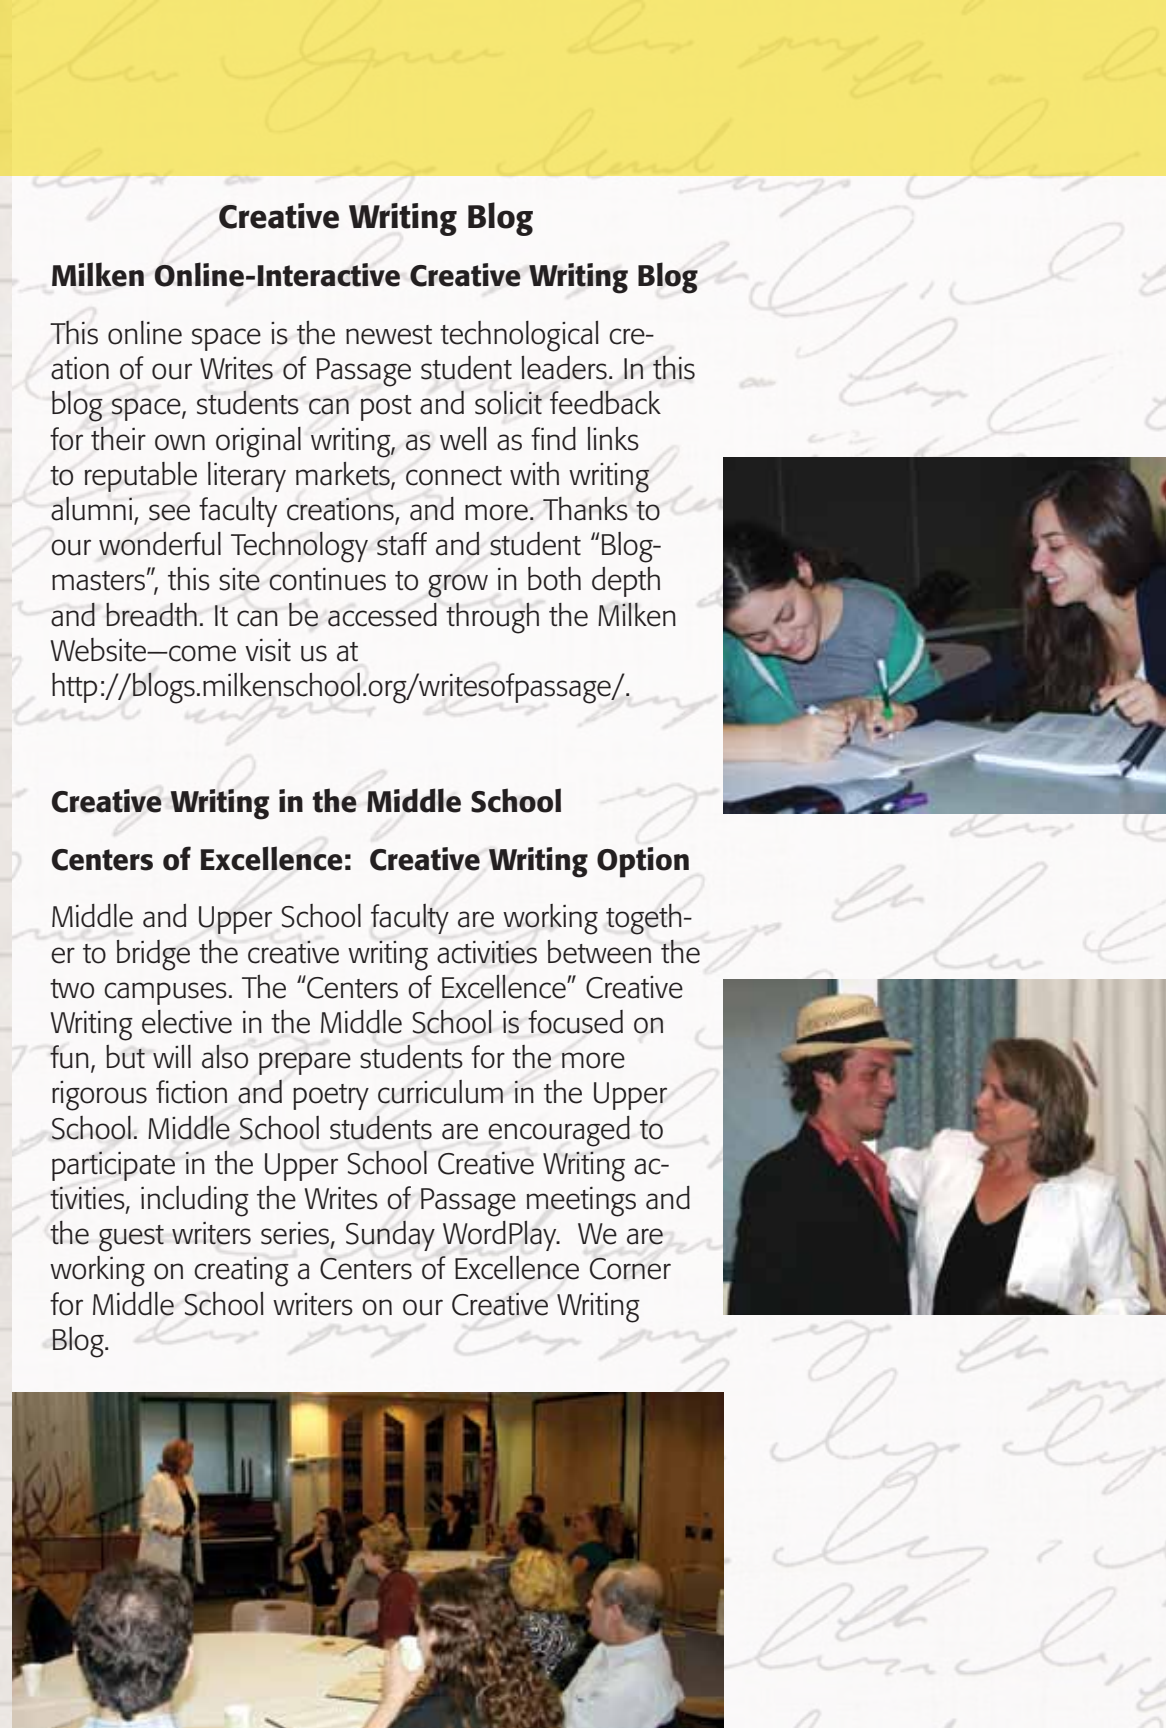 Creative Writing Blog
Milken Online-Interactive Creative Writing Blog
This online space is the newest technological cre-
ation of our Writes of Passage student leaders. In this
blog space, students can post and solicit feedback
for their own original writing, as well as find links
to reputable literary markets, connect with writing
alumni, see faculty creations, and more. Thanks to
our wonderful Technology staff and student “Blog-
masters”, this site continues to grow in both depth
and breadth. It can be accessed through the Milken
Website—come visit us at
http://blogs.milkenschool.org/writesofpassage/.
Creative Writing in the Middle School
Centers of Excellence:  Creative Writing Option
Middle and Upper School faculty are working togeth-
er to bridge the creative writing activities between the
two campuses. The “Centers of Excellence” Creative
Writing elective in the Middle School is focused on
fun, but will also prepare students for the more
rigorous fiction and poetry curriculum in the Upper
School. Middle School students are encouraged to
participate in the Upper School Creative Writing ac-
tivities, including the Writes of Passage meetings and
the guest writers series, Sunday WordPlay.  We are
working on creating a Centers of Excellence Corner
for Middle School writers on our Creative Writing
Blog.